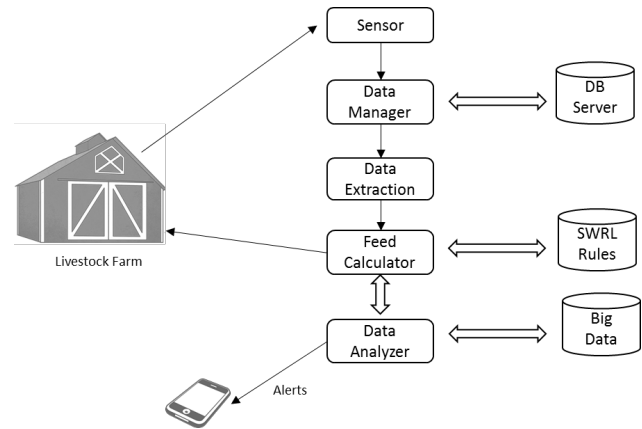 Sensor
Data
Manager
DB
Server
Data
Extraction
Feed
Calculator
SWRL
Rules
Livestock Farm
Data
Analyzer
Big
Data
Alerts